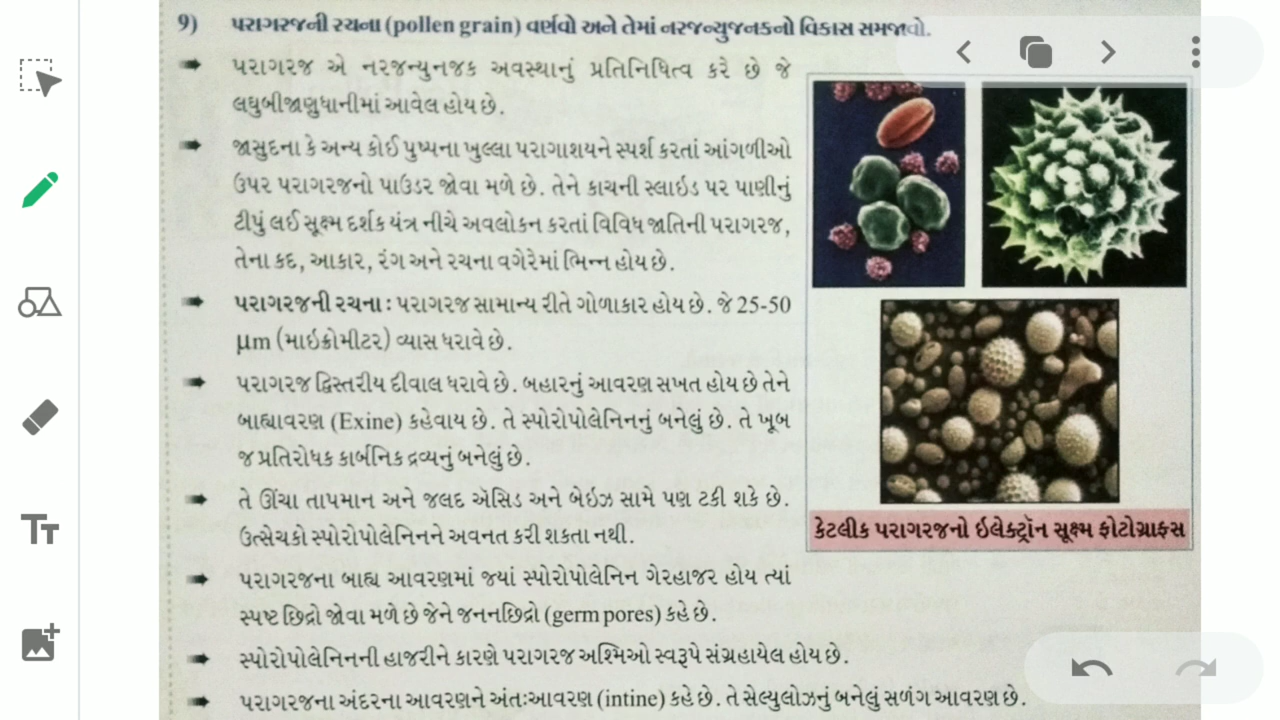 9) પરાગરજની રચના (pollen grain) વર્ણવો અને તેમાં નરજન્યુજનકનો વિકાસ સમજાવો.
➡ પરાગરજ એ નરજન્યુનજક અવસ્થાનું પ્રતિનિધિત્વ કરે છે જે
લઘુબીજાણુધાનીમાં આવેલ હોય છે.
➡ જાસુદના કે અન્ય કોઈ પુષ્પના ખુલ્લા પરાગાશયને સ્પર્શ કરતાં આંગળીઓ
ઉપર પરાગરજનો પાઉડર જોવા મળે છે. તેને કાચની સ્લાઇડ પર પાણીનું
ટીપું લઈ સૂક્ષ્મ દર્શક યંત્ર નીચે અવલોકન કરતાં વિવિધ જાતિની પરાગરજ,
તેના કદ, આકાર, રંગ અને રચના વગેરેમાં ભિન્ન હોય છે.
➡ પરાગરજની રચના : પરાગરજ સામાન્ય રીતે ગોળાકાર હોય છે. જે 25-50
μm (માઇક્રોમીટર) વ્યાસ ધરાવે છે.
➡ પરાગરજ દ્વિસ્તરીય દીવાલ ધરાવે છે. બહારનું આવરણ સખત હોય છે તેને
બાહ્યાવરણ (Exine) કહેવાય છે. તે સ્પોરોપોલેનિનનું બનેલું છે. તે ખૂબ
જ પ્રતિરોધક કાર્બનિક દ્રવ્યનું બનેલું છે.
➡ તે ઊંચા તાપમાન અને જલદ ઍસિડ અને બેઇઝ સામે પણ ટકી શકે છે.
ઉત્સેચકો સ્પોરોપોલેનિનને અવનત કરી શકતા નથી.
➡ પરાગરજના બાહ્ય આવરણમાં જયાં સ્પોરોપોલેનિન ગેરહાજર હોય ત્યાં
સ્પષ્ટ છિદ્રો જોવા મળે છે જેને જનનછિદ્રો (germ pores) કહે છે.
➡ સ્પોરોપોલેનિનની હાજરીને કારણે પરાગરજ અશ્મિઓ સ્વરૂપે સંગ્રહાયેલ હોય છે.
➡ પરાગરજના અંદરના આવરણને અંતઃઆવરણ (intine) કહે છે. તે સેલ્યુલોઝનું બનેલું સળંગ આવરણ છે.
કેટલીક પરાગરજનો ઇલેક્ટ્રૉન સૂક્ષ્મ ફોટોગ્રાફસ
Tт